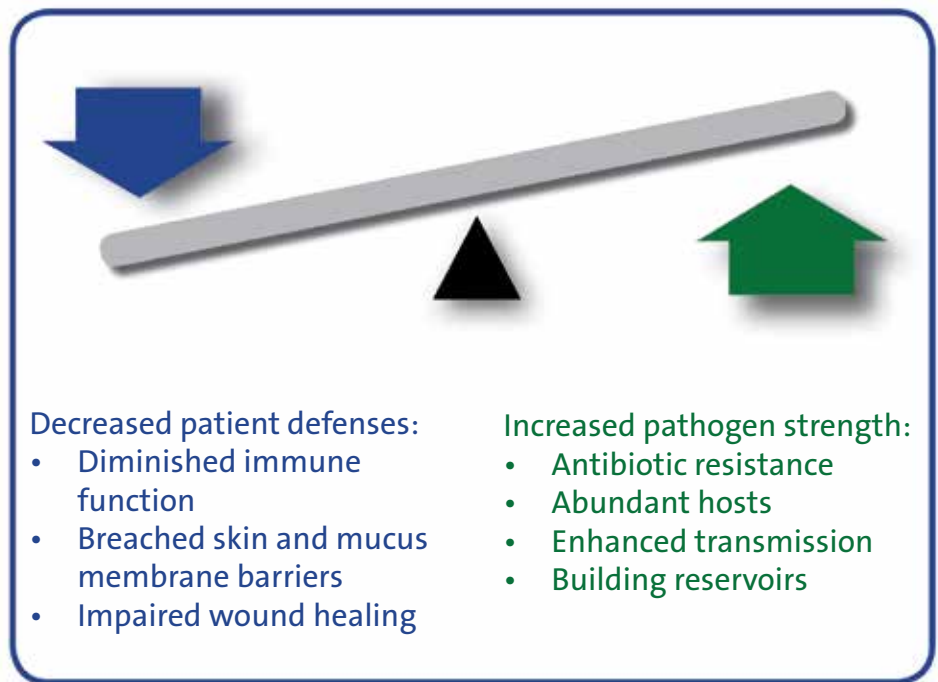 Decreased patient defenses:
• Diminished immune
function
• Breached skin and mucus
membrane barriers
• Impaired wound healing
Increased pathogen strength:
• Antibiotic resistance
• Abundant hosts
• Enhanced transmission
• Building reservoirs